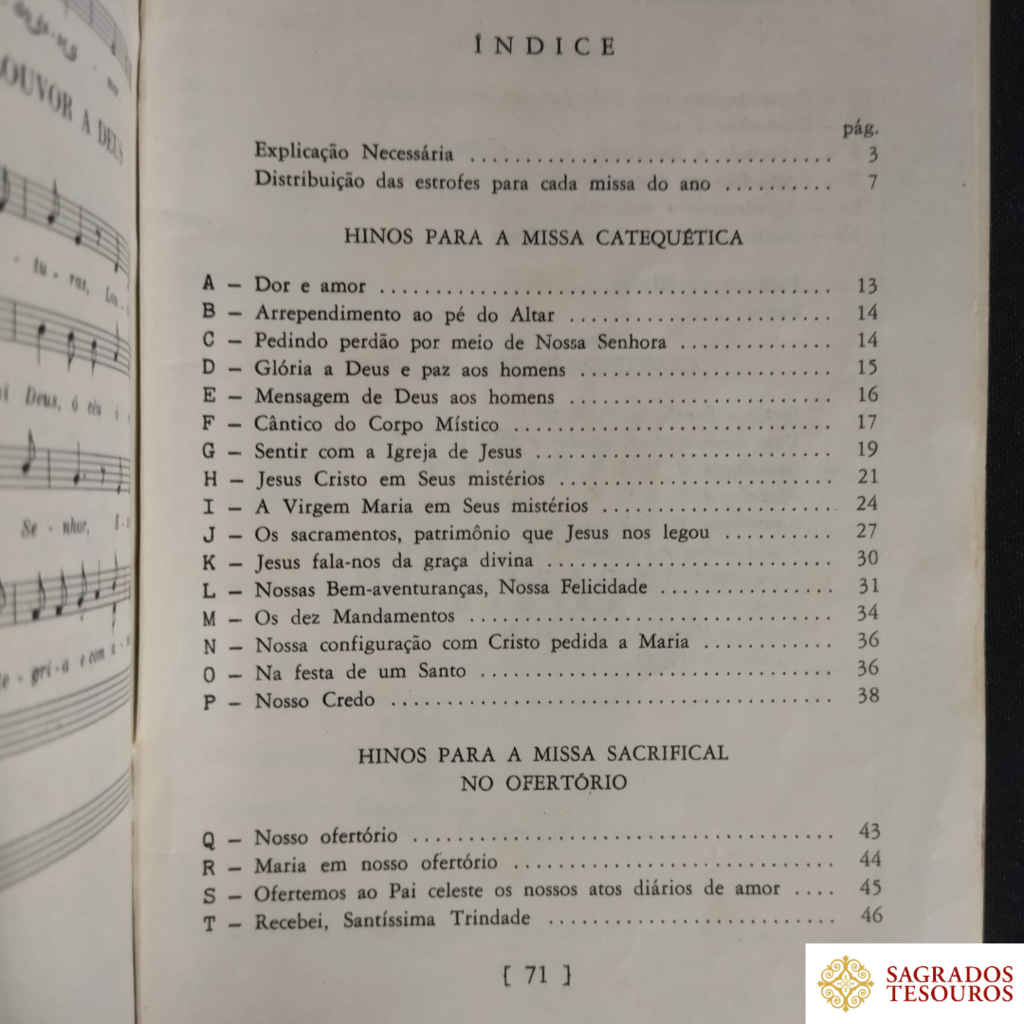 LOUVOR A DEUS
- tu - ras, Lou -
Deus, ó céu
Se - nhor,
- gri - a e com a -
ÍNDICE
pág.
Explicação Necessária .................................. 3
Distribuição das estrofes para cada missa do ano .......... 7
HINOS PARA A MISSA CATEQUÉTICA
A – Dor e amor .......................................... 13
B – Arrependimento ao pé do Altar ......................... 14
C – Pedindo perdão por meio de Nossa Senhora .............. 14
D – Glória a Deus e paz aos homens ........................ 15
E – Mensagem de Deus aos homens ......................... 16
F – Cântico do Corpo Místico .............................. 17
G – Sentir com a Igreja de Jesus ............................ 19
H – Jesus Cristo em Seus mistérios .......................... 21
I – A Virgem Maria em Seus mistérios ...................... 24
J – Os sacramentos, patrimônio que Jesus nos legou .......... 27
K – Jesus fala-nos da graça divina ........................... 30
L – Nossas Bem-aventuranças, Nossa Felicidade ................ 31
M – Os dez Mandamentos .................................. 34
N – Nossa configuração com Cristo pedida a Maria ............. 36
O – Na festa de um Santo ................................. 36
P – Nosso Credo ......................................... 38
HINOS PARA A MISSA SACRIFICAL
NO OFERTÓRIO
Q – Nosso ofertório ....................................... 43
R – Maria em nosso ofertório .............................. 44
S – Ofertemos ao Pai celeste os nossos atos diários de amor .... 45
T – Recebei, Santíssima Trindade ........................... 46
[ 71 ]
SAGRADOS
TESOUROS